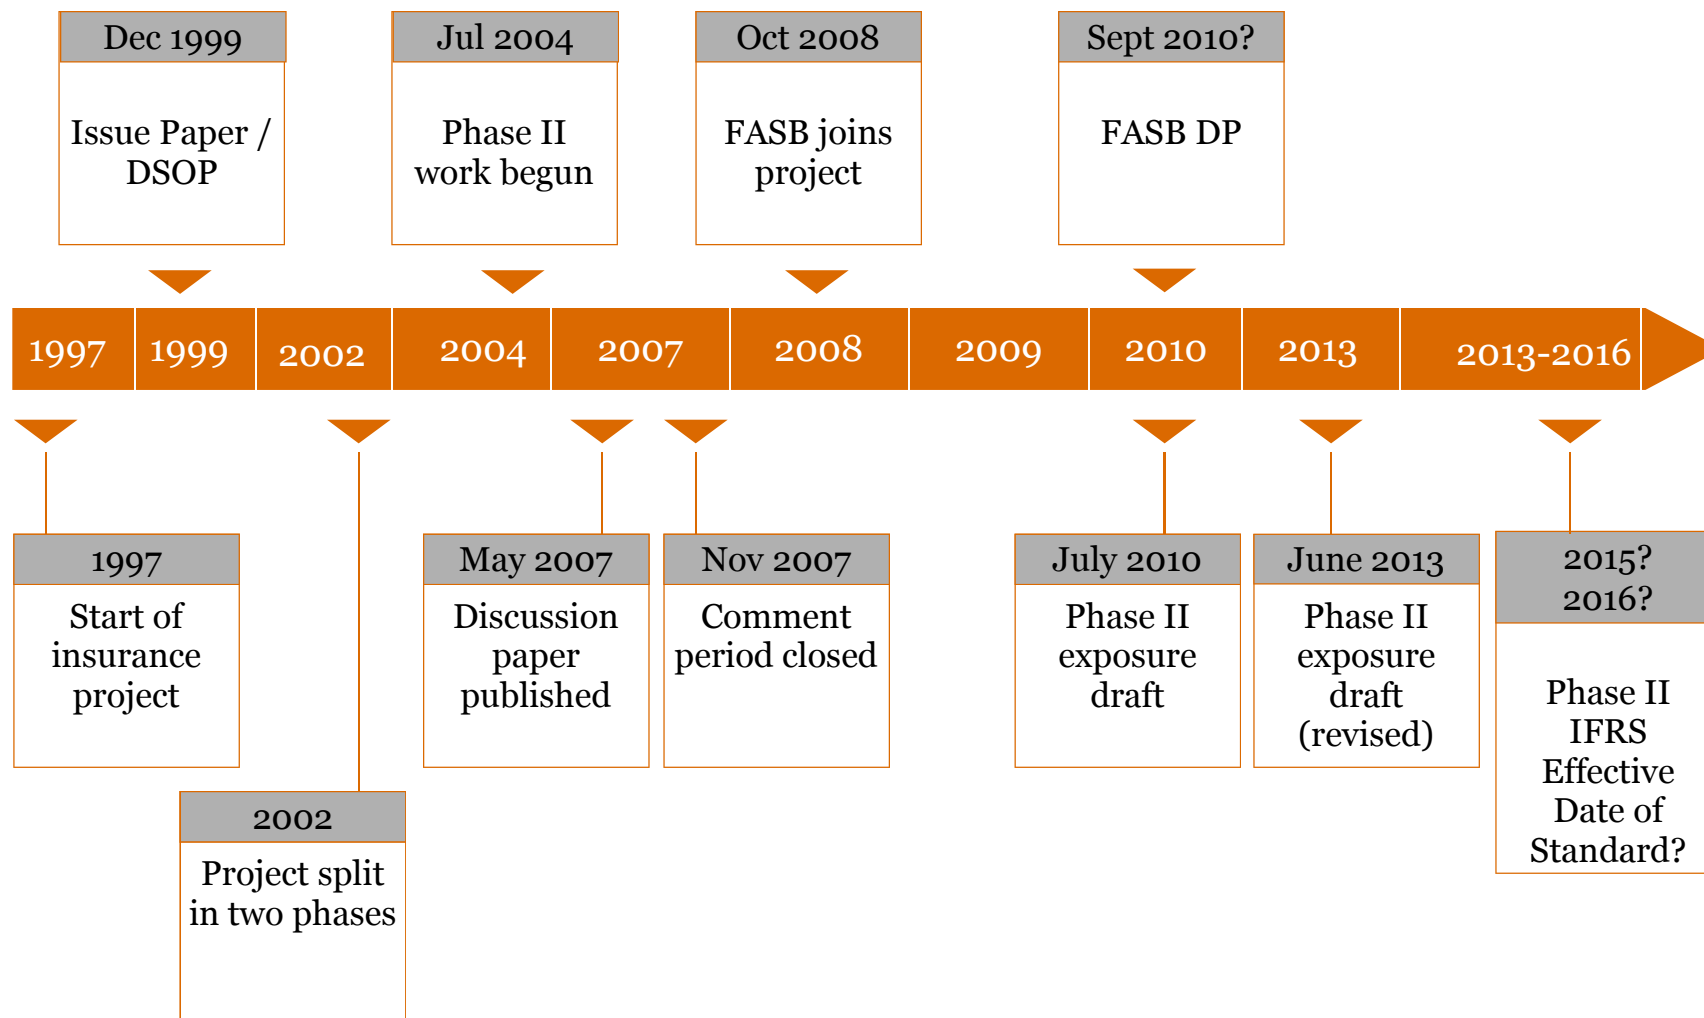 Dec 1999
Issue Paper /
DSOP
Jul 2004
Phase II
work begun
Oct 2008
FASB joins
project
Sept 2010?
FASB DP
1997
1999
2002
2004
2007
2008
2009
2010
2013
2013-2016
1997
Start of
insurance
project
2002
Project split
in two phases
May 2007
Discussion
paper
published
Nov 2007
Comment
period closed
July 2010
Phase II
exposure
draft
June 2013
Phase II
exposure
draft
(revised)
2015?
2016?
Phase II
IFRS
Effective
Date of
Standard?